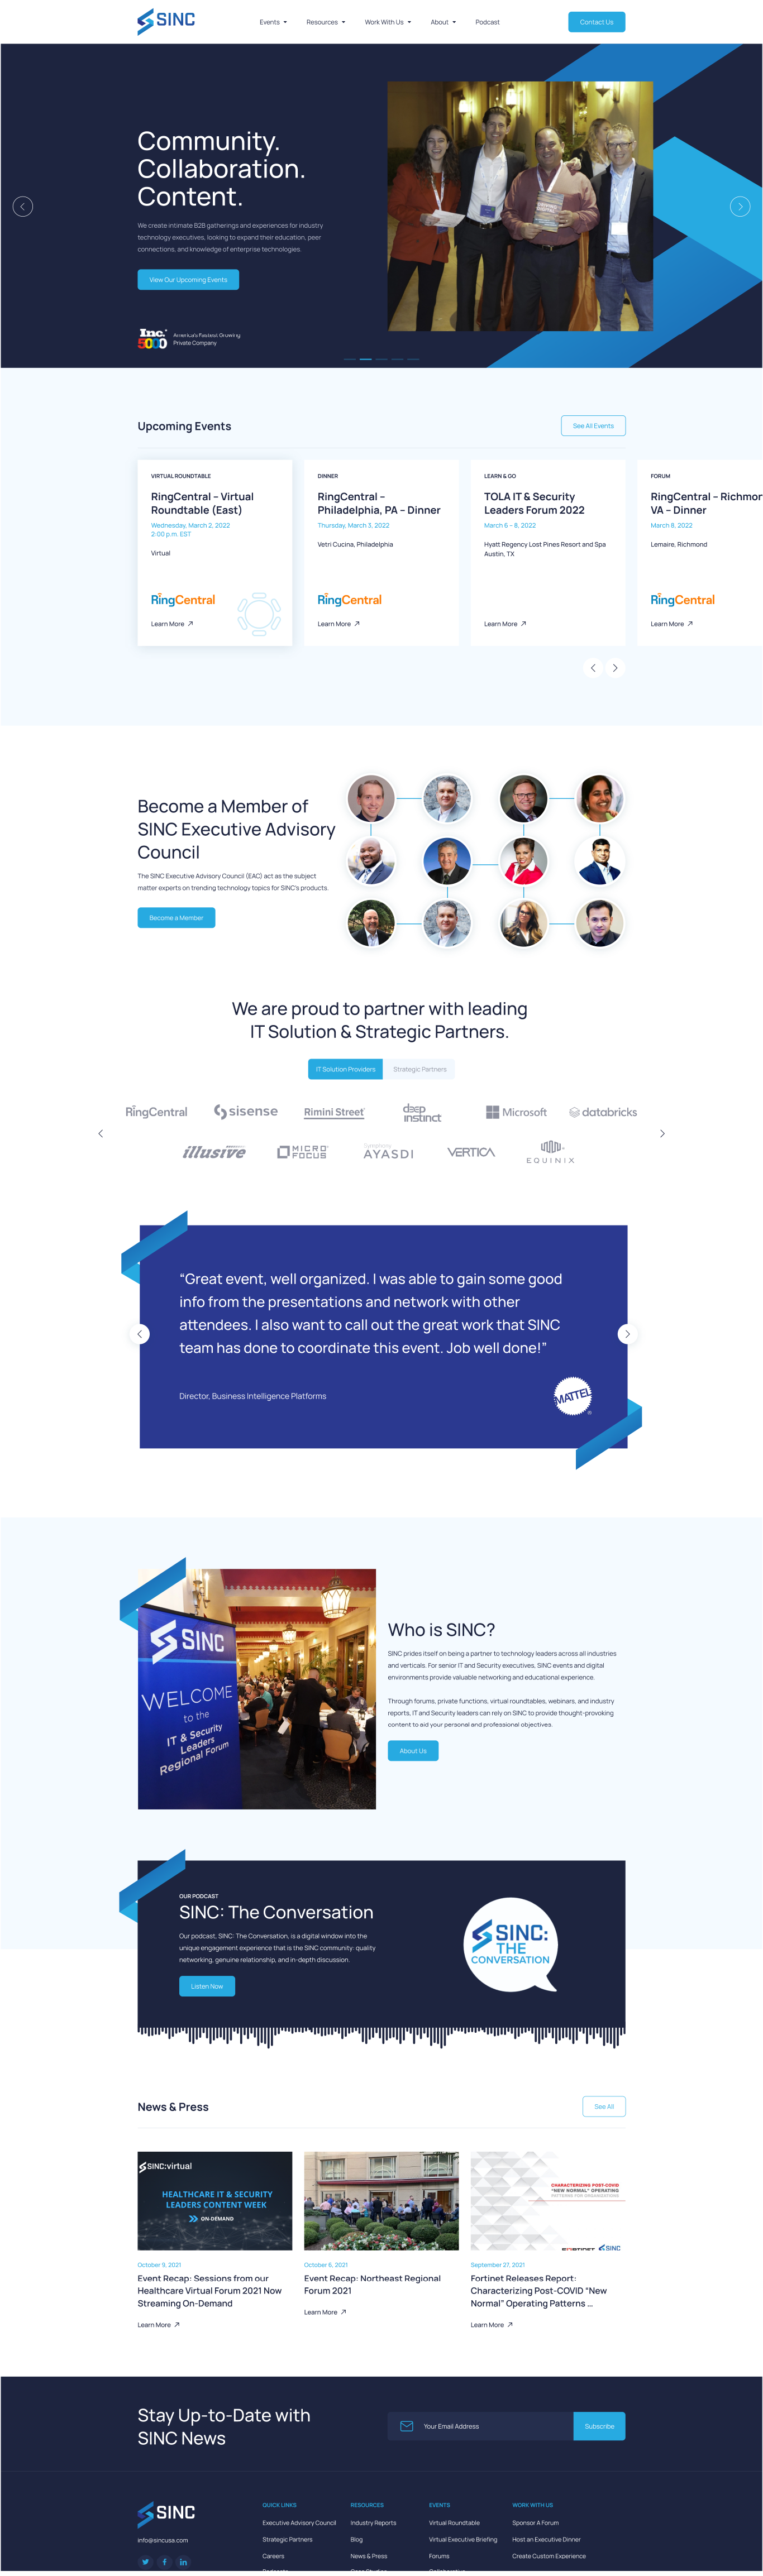 SINC
Events
Resources
Work With Us
About
Podcast
Contact Us
Community.
Collaboration.
Content.
We create intimate B2B gatherings and experiences for industry
technology executives, looking to expand their education, peer
connections, and knowledge of enterprise technologies.
View Our Upcoming Events
Inc. 5000
America's Fastest Growing
Private Company
Upcoming Events
See All Events
VIRTUAL ROUNDTABLE
RingCentral – Virtual
Roundtable (East)
Wednesday, March 2, 2022
2:00 p.m. EST
Virtual
RingCentral
Learn More
DINNER
RingCentral –
Philadelphia, PA – Dinner
Thursday, March 3, 2022
Vetri Cucina, Philadelphia
RingCentral
Learn More
LEARN & GO
TOLA IT & Security
Leaders Forum 2022
March 6 – 8, 2022
Hyatt Regency Lost Pines Resort and Spa
Austin, TX
Learn More
FORUM
RingCentral – Richmor
VA – Dinner
March 8, 2022
Lemaire, Richmond
RingCentral
Learn More
Become a Member of
SINC Executive Advisory
Council
The SINC Executive Advisory Council (EAC) act as the subject
matter experts on trending technology topics for SINC's products.
Become a Member
We are proud to partner with leading
IT Solution & Strategic Partners.
IT Solution Providers
Strategic Partners
RingCentral
sisense
Rimini Street
deep
instinct
Microsoft
databricks
illusive
MICRO
FOCUS
Symphony
AYASDI
VERTICA
EQUINIX
“Great event, well organized. I was able to gain some good
info from the presentations and network with other
attendees. I also want to call out the great work that SINC
team has done to coordinate this event. Job well done!”
Director, Business Intelligence Platforms
MATTEL
SINC
WELCOME
to the
IT & Security
Leaders
Regional Forum
Who is SINC?
SINC prides itself on being a partner to technology leaders across all industries
and verticals. For senior IT and Security executives, SINC events and digital
environments provide valuable networking and educational experience.
Through forums, private functions, virtual roundtables, webinars, and industry
reports, IT and Security leaders can rely on SINC to provide thought-provoking
content to aid your personal and professional objectives.
About Us
OUR PODCAST
SINC: The Conversation
Our podcast, SINC: The Conversation, is a digital window into the
unique engagement experience that is the SINC community: quality
networking, genuine relationship, and in-depth discussion.
Listen Now
SINC:
THE
CONVERSATION
News & Press
See All
SINC:virtual
HEALTHCARE IT & SECURITY
LEADERS CONTENT WEEK
ON-DEMAND
October 9, 2021
Event Recap: Sessions from our
Healthcare Virtual Forum 2021 Now
Streaming On-Demand
Learn More
October 6, 2021
Event Recap: Northeast Regional
Forum 2021
Learn More
CHARACTERIZING POST-COVID
"NEW NORMAL" OPERATING
PATTERNS FOR ORGANIZATIONS
SINC
September 27, 2021
Fortinet Releases Report:
Characterizing Post-COVID “New
Normal” Operating Patterns ...
Learn More
Stay Up-to-Date with
SINC News
Your Email Address
Subscribe
SINC
info@sincusa.com
QUICK LINKS
Executive Advisory Council
Strategic Partners
Careers
RESOURCES
Industry Reports
Blog
News & Press
EVENTS
Virtual Roundtable
Virtual Executive Briefing
Forums
WORK WITH US
Sponsor A Forum
Host an Executive Dinner
Create Custom Experience